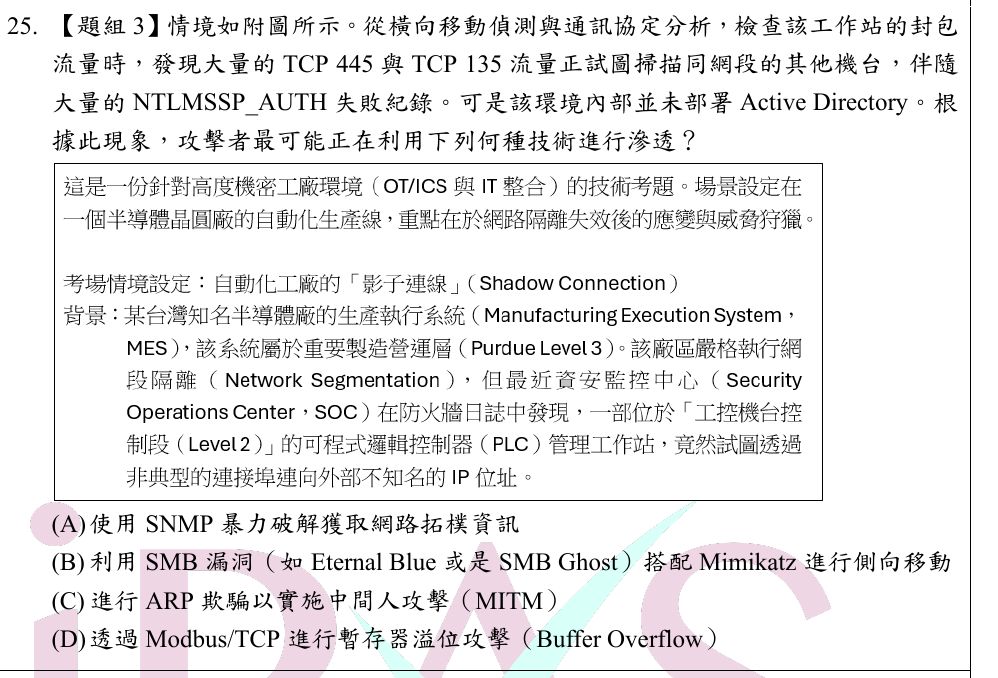 25. 【題組 3】情境如附圖所示。從橫向移動偵測與通訊協定分析，檢查該工作站的封包
流量時，發現大量的 TCP 445 與 TCP 135 流量正試圖掃描同網段的其他機台，伴隨
大量的 NTLMSSP_AUTH 失敗紀錄。可是該環境內部並未部署 Active Directory。根
據此現象，攻擊者最可能正在利用下列何種技術進行滲透？
這是一份針對高度機密工廠環境（OT/ICS 與 IT 整合）的技術考題。場景設定在
一個半導體晶圓廠的自動化生產線，重點在於網路隔離失效後的應變與威脅狩獵。
考場情境設定：自動化工廠的「影子連線」（Shadow Connection）
背景：某台灣知名半導體廠的生產執行系統（Manufacturing Execution System，
MES），該系統屬於重要製造營運層（Purdue Level 3）。該廠區嚴格執行網
段隔離（Network Segmentation），但最近資安監控中心（Security
Operations Center，SOC）在防火牆日誌中發現，一部位於「工控機台控
制段（Level 2）」的可程式邏輯控制器（PLC）管理工作站，竟然試圖透過
非典型的連接埠連向外部不知名的 IP 位址。
(A) 使用 SNMP 暴力破解獲取網路拓樸資訊
(B) 利用 SMB 漏洞（如 Eternal Blue 或是 SMB Ghost）搭配 Mimikatz 進行側向移動
(C) 進行 ARP 欺騙以實施中間人攻擊（MITM）
(D) 透過 Modbus/TCP 進行暫存器溢位攻擊（Buffer Overflow）